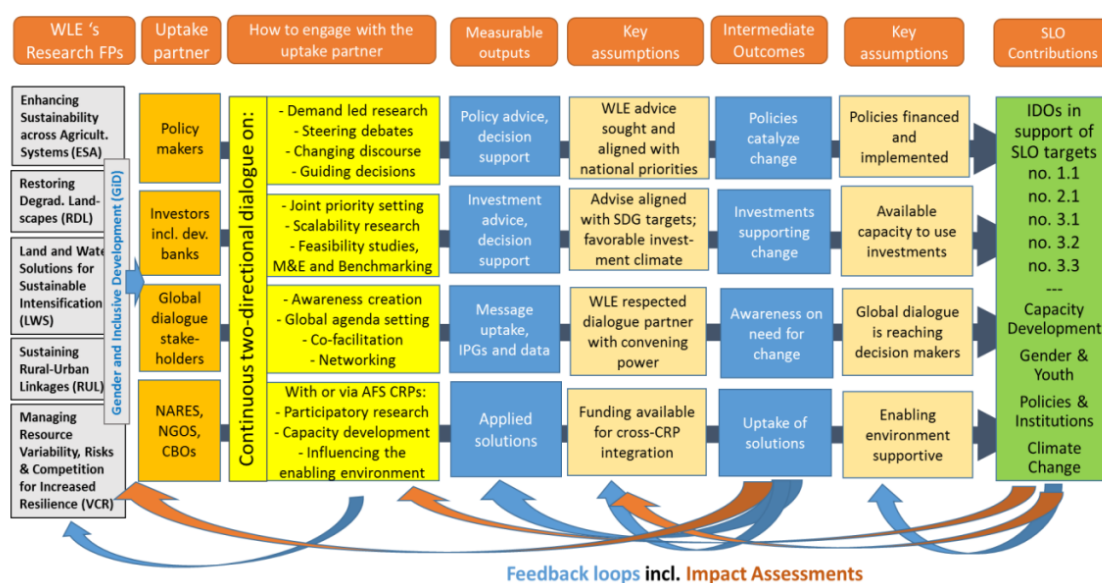 WLE 's
Research FPs
Uptake
partner
How to engage with the
uptake partner
Measurable
outputs
Key
assumptions
Intermediate
Outcomes
Key
assumptions
SLO
Contributions
Enhancing
Sustainability
across Agricult.
Systems (ESA)
Restoring
Degrad. Land-
scapes (RDL)
Land and Wate
Solutions for
Sustainable
Intensification
(LWS)
Sustaining
Rural-Urban
Linkages (RUL)
Managing
Resource
Variability, Risks
& Competition
for Increased
Resilience (VCR)
Gender and Inclusive Development (GiD)
Policy
makers
Investors
incl. dev.
banks
Global
dialogue
stake-
holders
NARES,
NGOS,
CBOs
Continuous two-directional dialogue on:
- Demand led research
- Steering debates
- Changing discourse
- Guiding decisions
- Joint priority setting
- Scalability research
- Feasibility studies,
M&E and Benchmarking
- Awareness creation
- Global agenda setting
- Co-facilitation
- Networking
With or via AFS CRPs:
- Participatory research
- Capacity development
- Influencing the
enabling environment
Policy advice,
decision
support
Investment
advice,
decision
support
Message
uptake,
IPGs and data
Applied
solutions
WLE advice
sought and
aligned with
national priorities
Advise aligned
with SDG targets;
favorable invest-
ment climate
WLE respected
dialogue partner
with convening
power
Funding available
for cross-CRP
integration
Policies
catalyze
change
Investments
supporting
change
Awareness on
need for
change
Uptake of
solutions
Policies financed
and
implemented
Available
capacity to use
investments
Global dialogue
is reaching
decision makers
Enabling
environment
supportive
IDOs in
support of
SLO targets
no. 1.1
no. 2.1
no. 3.1
no. 3.2
no. 3.3
---
Capacity
Development
Gender &
Youth
Policies &
Institutions
Climate
Change
Feedback loops incl. Impact Assessments